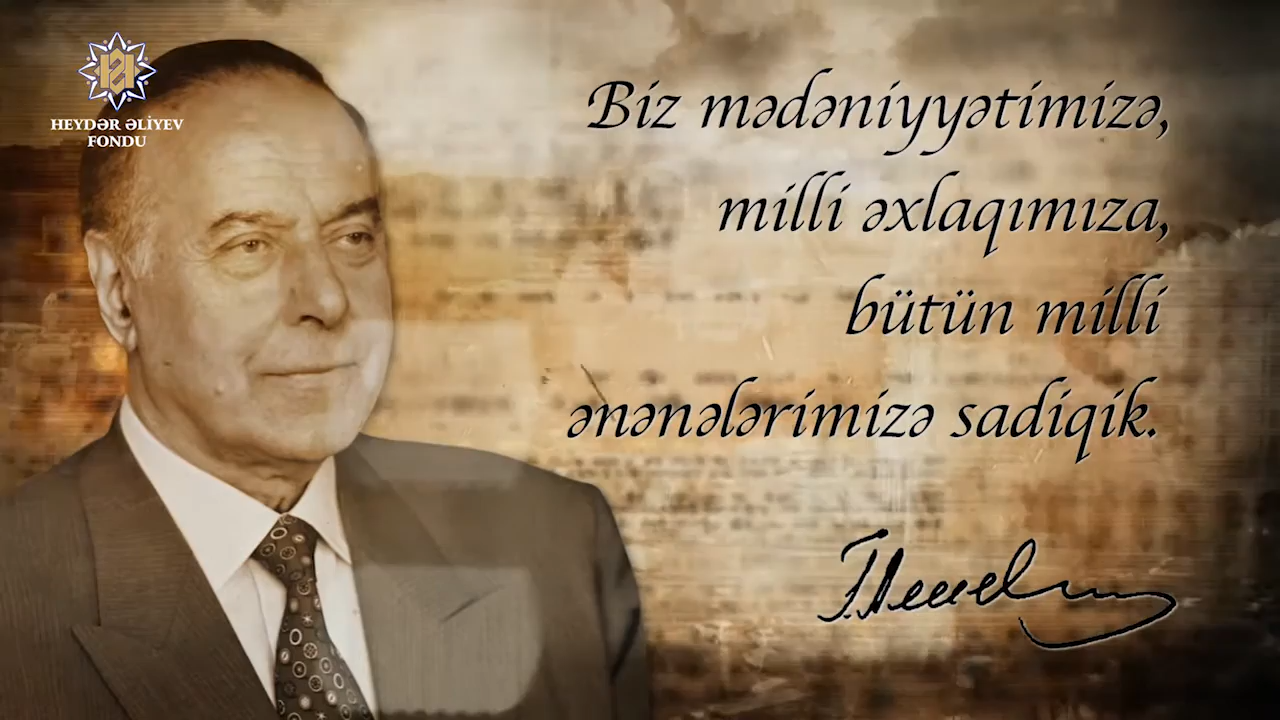 HEYDƏR ƏLİYEV
FONDU
Biz mədəniyyətimizə,
milli əxlaqımıza,
bütün milli
ənənələrimizə sadiqik.